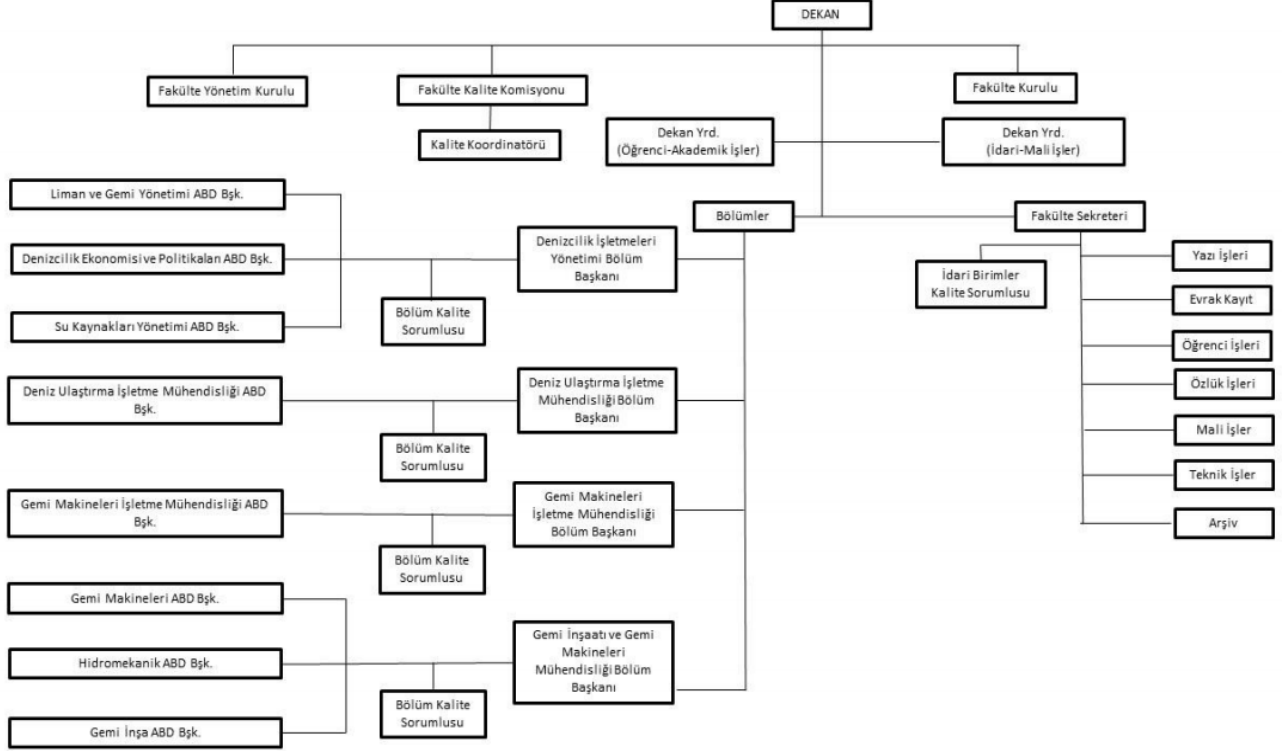 DEKAN
Fakülte Yönetim Kurulu
Fakülte Kalite Komisyonu
Fakülte Kurulu
Kalite Koordinatörü
Dekan Yrd.
(Öğrenci-Akademik İşler)
Dekan Yrd.
(İdari-Mali İşler)
Bölümler
Fakülte Sekreteri
Liman ve Gemi Yönetimi ABD Bşk.
Denizcilik Ekonomisi ve Politikaları ABD Bşk.
Su Kaynakları Yönetimi ABD Bşk.
Bölüm Kalite
Sorumlusu
Denizcilik İşletmeleri
Yönetimi Bölüm
Başkanı
Deniz Ulaştırma İşletme Mühendisliği ABD
Bşk.
Bölüm Kalite
Sorumlusu
Deniz Ulaştırma İşletme
Mühendisliği Bölüm
Başkanı
Gemi Makineleri İşletme Mühendisliği ABD
Bşk.
Bölüm Kalite
Sorumlusu
Gemi Makineleri
İşletme Mühendisliği
Bölüm Başkanı
Gemi Makineleri ABD Bşk.
Hidromekanik ABD Bşk.
Gemi İnşa ABD Bşk.
Bölüm Kalite
Sorumlusu
Gemi İnşaatı ve Gemi
Makineleri
Mühendisliği Bölüm
Başkanı
İdari Birimler
Kalite Sorumlusu
Yazı İşleri
Evrak Kayıt
Öğrenci İşleri
Özlük İşleri
Mali İşler
Teknik İşler
Arşiv